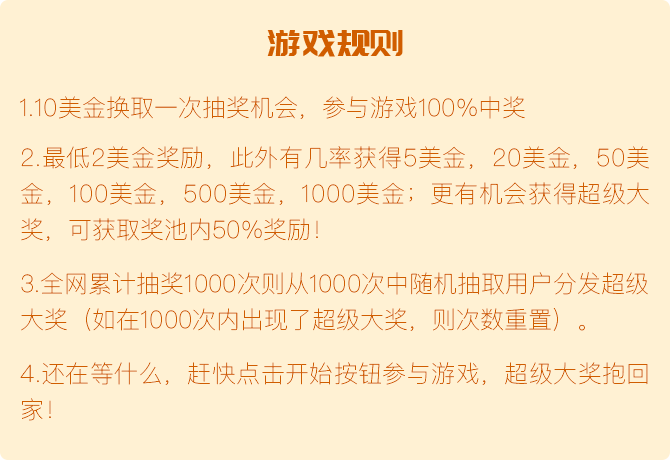 游戏规则
1.10美金换取一次抽奖机会，参与游戏100%中奖
2.最低2美金奖励，此外有几率获得5美金，20美金，50美
金，100美金，500美金，1000美金；更有机会获得超级大
奖，可获取奖池内50%奖励！
3.全网累计抽奖1000次则从1000次中随机抽取用户分发超级
大奖（如在1000次内出现了超级大奖，则次数重置）。
4.还在等什么，赶快点击开始按钮参与游戏，超级大奖抱回
家！